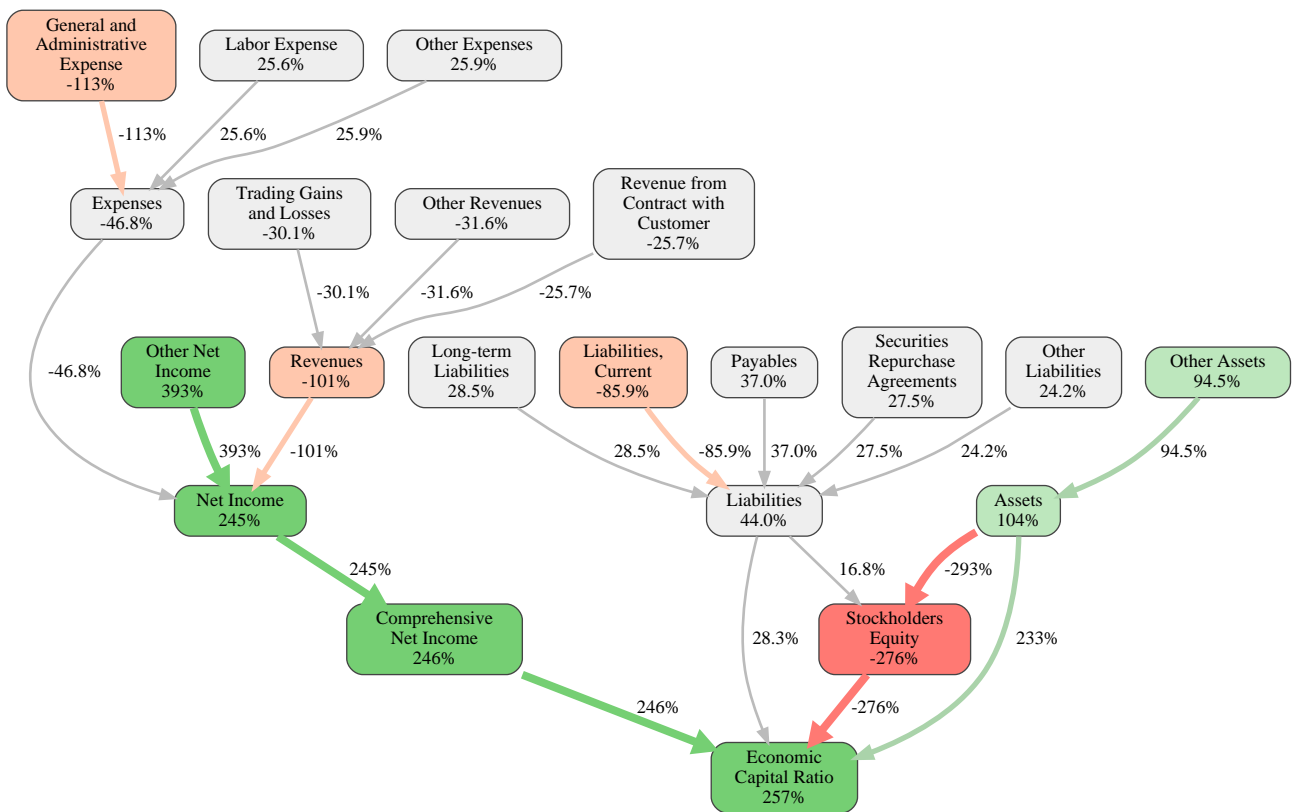 General and
Administrative
Expense
-113%
Labor Expense
25.6%
Other Expenses
25.9%
-113%
25.6%
25.9%
Expenses
-46.8%
Trading Gains
and Losses
-30.1%
Other Revenues
-31.6%
Revenue from
Contract with
Customer
-25.7%
-30.1%
-31.6%
-25.7%
-46.8%
Other Net
Income
393%
Revenues
-101%
Long-term
Liabilities
28.5%
Liabilities,
Current
-85.9%
Payables
37.0%
Securities
Repurchase
Agreements
27.5%
Other
Liabilities
24.2%
Other Assets
94.5%
393%
-101%
28.5%
-85.9%
37.0%
27.5%
24.2%
94.5%
Net Income
245%
Liabilities
44.0%
Assets
104%
245%
16.8%
-293%
Comprehensive
Net Income
246%
28.3%
Stockholders
Equity
-276%
233%
246%
-276%
Economic
Capital Ratio
257%